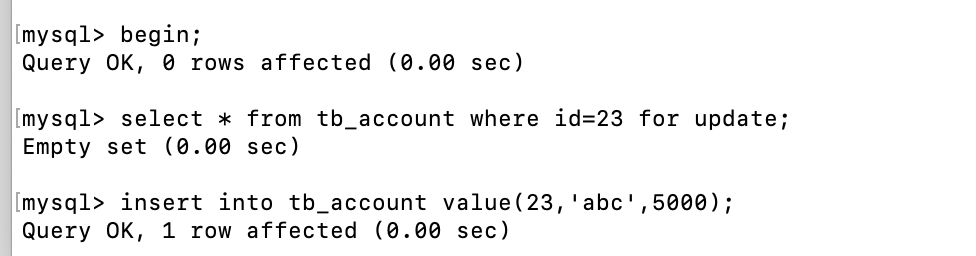 [mysql> begin;
Query OK, 0 rows affected (0.00 sec)
[mysql> select * from tb_account where id=23 for update;
Empty set (0.00 sec)
[mysql> insert into tb_account value(23,'abc',5000);
Query OK, 1 row affected (0.00 sec)